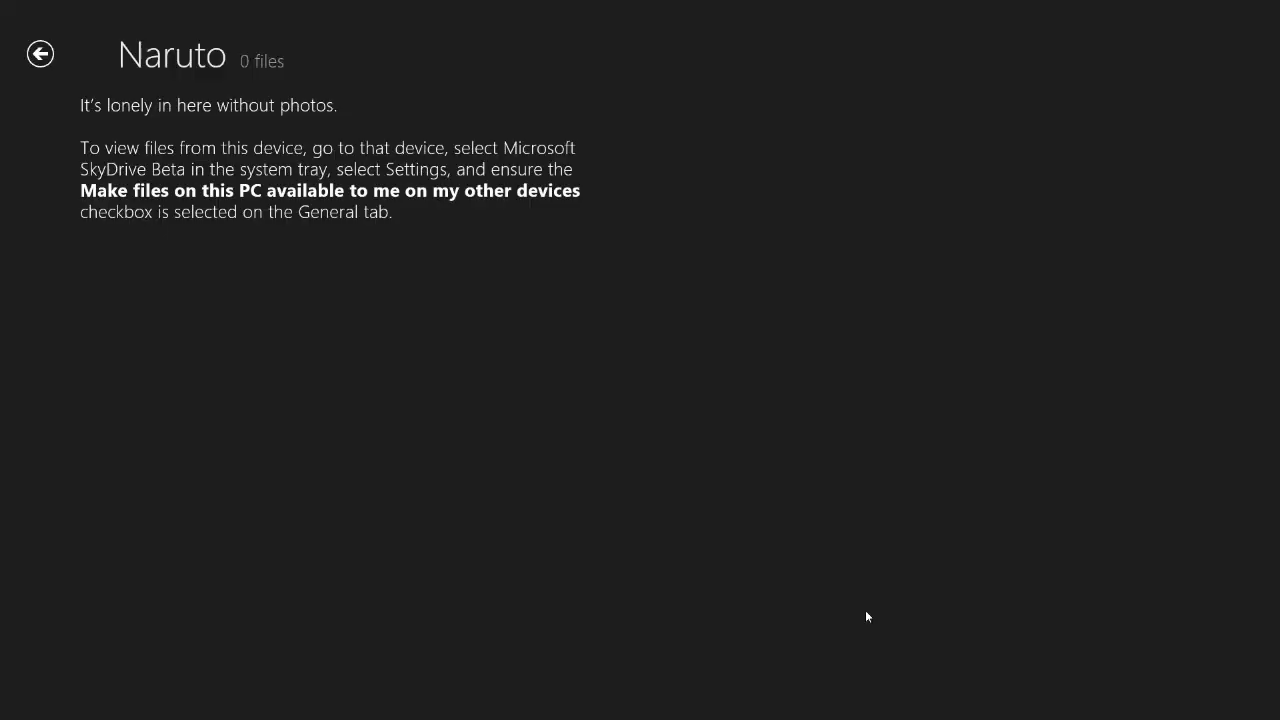 Naruto 0 files
It's lonely in here without photos.
To view files from this device, go to that device, select Microsoft
SkyDrive Beta in the system tray, select Settings, and ensure the
Make files on this PC available to me on my other devices
checkbox is selected on the General tab.